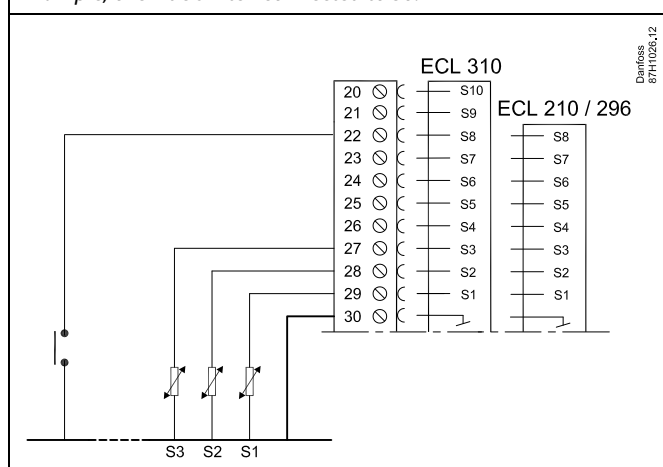 Danfoss
87H1026.12
ECL 310
ECL 210 / 296
20 S10
21 S9
22 S8 S8
23 S7 S7
24 S6 S6
25 S5 S5
26 S4 S4
27 S3 S3
28 S2 S2
29 S1 S1
30
S3 S2 S1